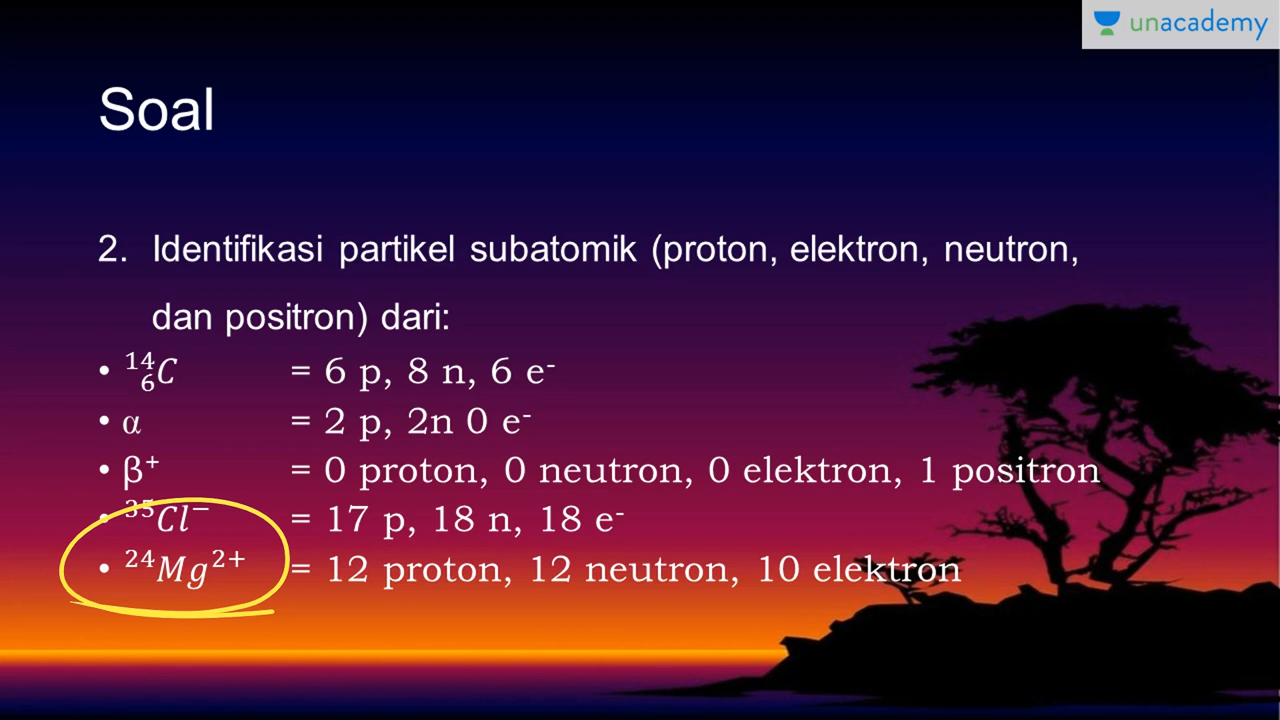 unacademy
Soal
2. Identifikasi partikel subatomik (proton, elektron, neutron,
dan positron) dari:
• ¹⁴₆C = 6 p, 8 n, 6 e⁻
• α = 2 p, 2n 0 e⁻
• β⁺ = 0 proton, 0 neutron, 0 elektron, 1 positron
• ³⁵Cl⁻ = 17 p, 18 n, 18 e⁻
• ²⁴Mg²⁺ = 12 proton, 12 neutron, 10 elektron